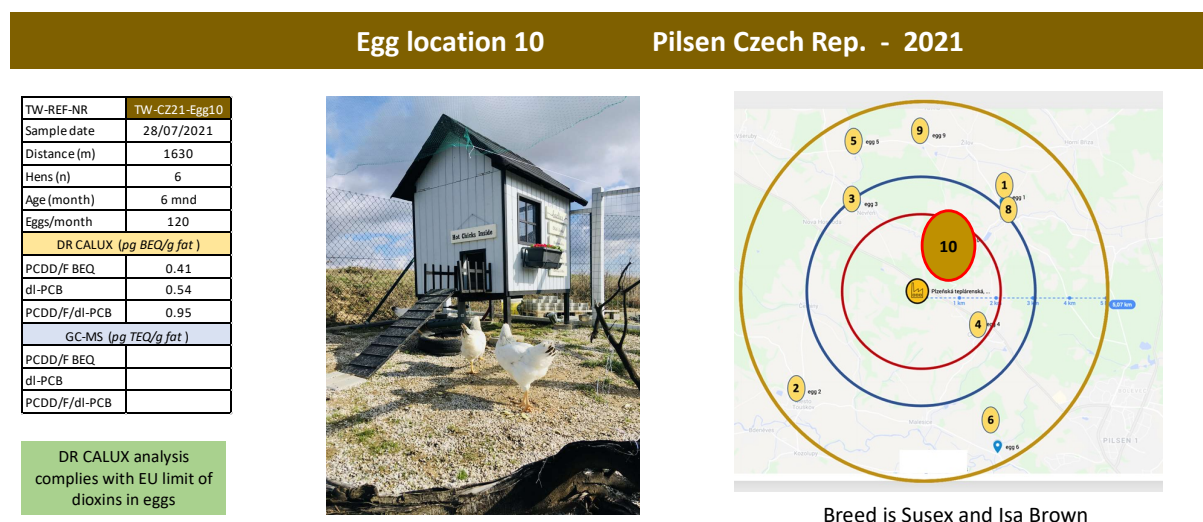 Egg location 10 Pilsen Czech Rep. - 2021
TW-REF-NR TW-CZ21-Egg10
Sample date 28/07/2021
Distance (m) 1630
Hens (n) 6
Age (month) 6 mnd
Eggs/month 120
DR CALUX (pg BEQ/g fat )
PCDD/F BEQ 0.41
dl-PCB 0.54
PCDD/F/dl-PCB 0.95
GC-MS (pg TEQ/g fat )
PCDD/F BEQ
dl-PCB
PCDD/F/dl-PCB
DR CALUX analysis
complies with EU limit of
dioxins in eggs
Hot Chicks Inside
9 egg 9
5 egg 5
1 egg 1
3 egg 3
8
10
Plzeňská teplárenská, ...
1 km 2 km 3 km 4 km 5 5,07 km
4 egg 4
2 egg 2
6 egg 6
PILSEN 1
Breed is Susex and Isa Brown